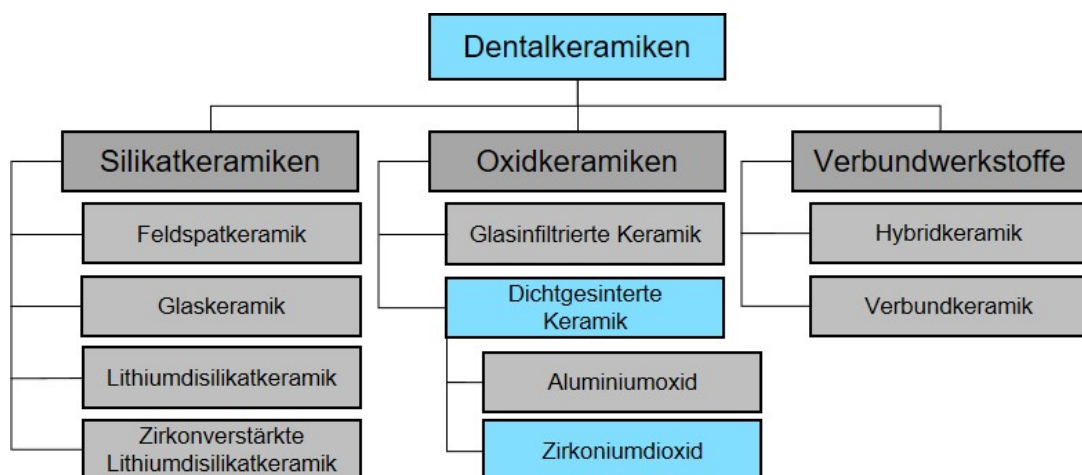 Dentalkeramiken
Silikatkeramiken
Feldspatkeramik
Glaskeramik
Lithiumdisilikatkeramik
Zirkonverstärkte
Lithiumdisilikatkeramik
Oxidkeramiken
Glasinfiltrierte Keramik
Dichtgesinterte
Keramik
Aluminiumoxid
Zirkoniumdioxid
Verbundwerkstoffe
Hybridkeramik
Verbundkeramik